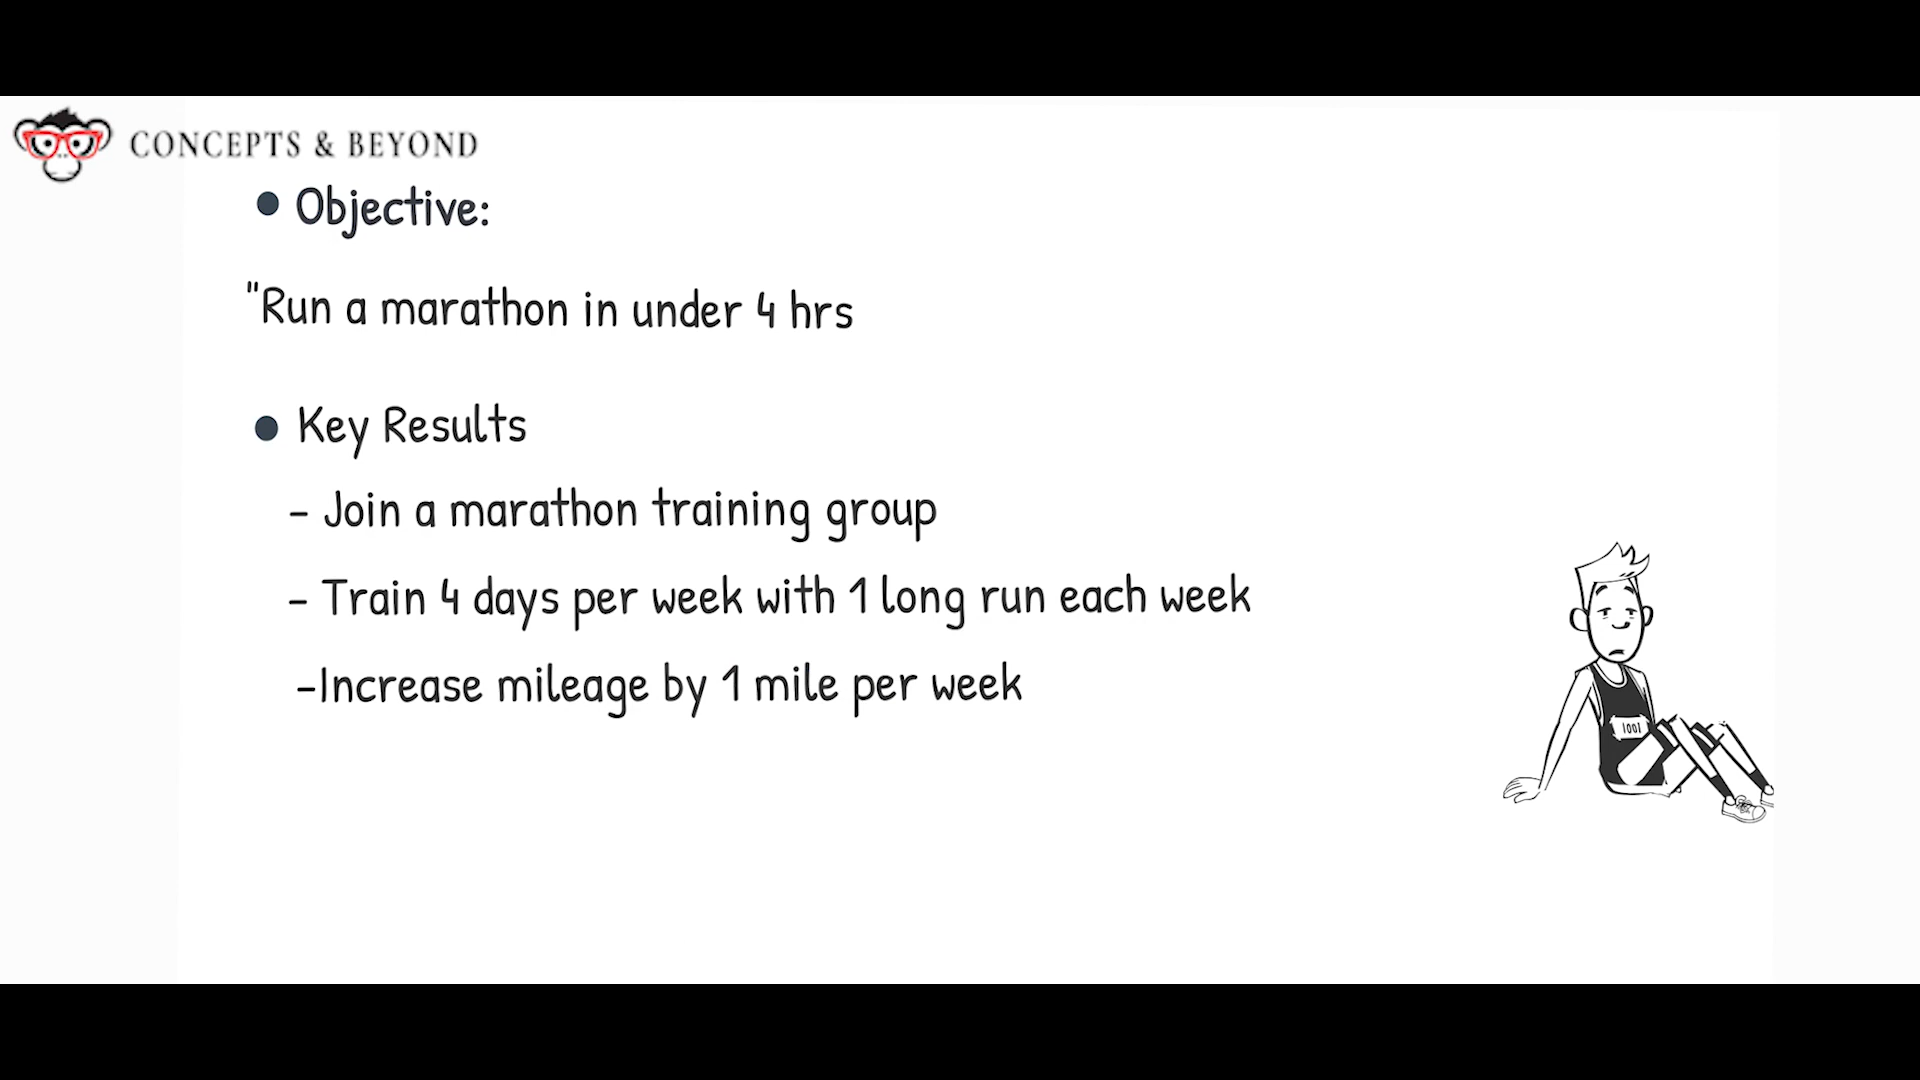 CONCEPTS & BEYOND
• Objective:
"Run a marathon in under 4 hrs
• Key Results
- Join a marathon training group
- Train 4 days per week with 1 long run each week
-Increase mileage by 1 mile per week
1001